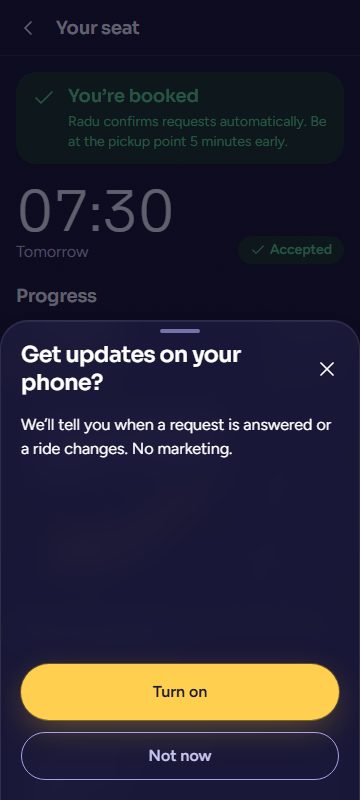 Your seat
You're booked
Radu confirms requests automatically. Be
at the pickup point 5 minutes early.
07:30
Tomorrow
Accepted
Progress
Get updates on your
phone?
We'll tell you when a request is answered or
a ride changes. No marketing.
Turn on
Not now